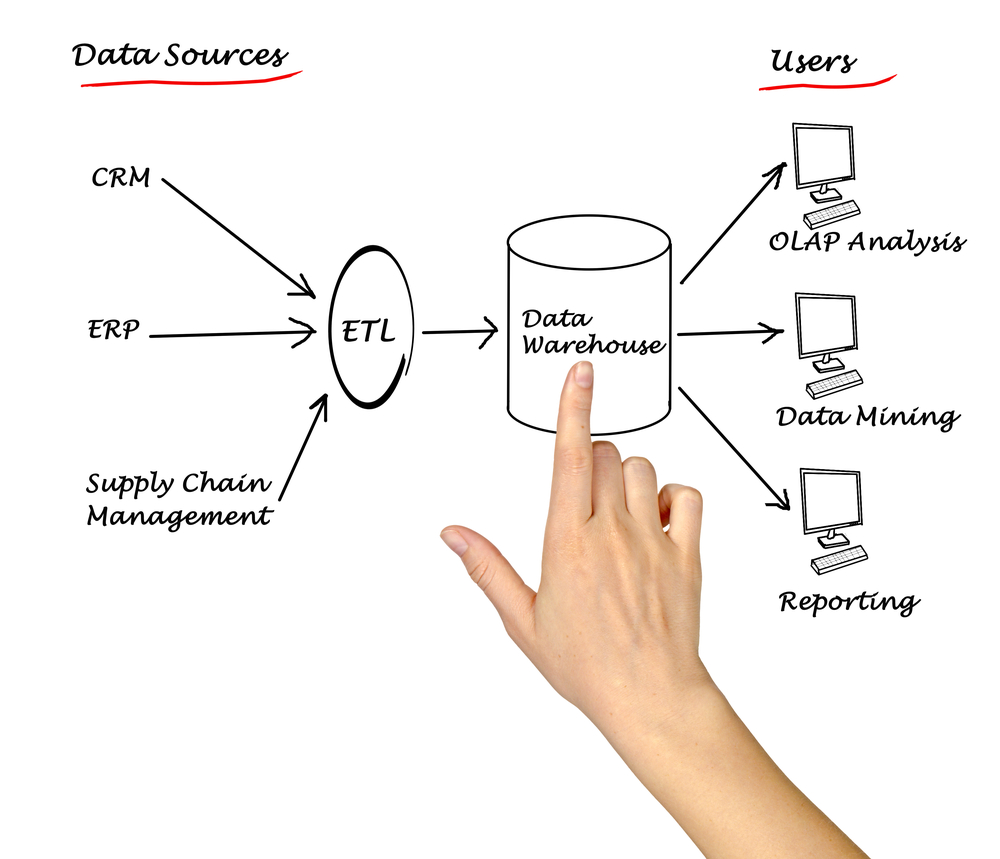 Data Sources
Users
CRM
OLAP Analysis
ERP
ETL
Data
Warehouse
Data Mining
Supply Chain
Management
Reporting